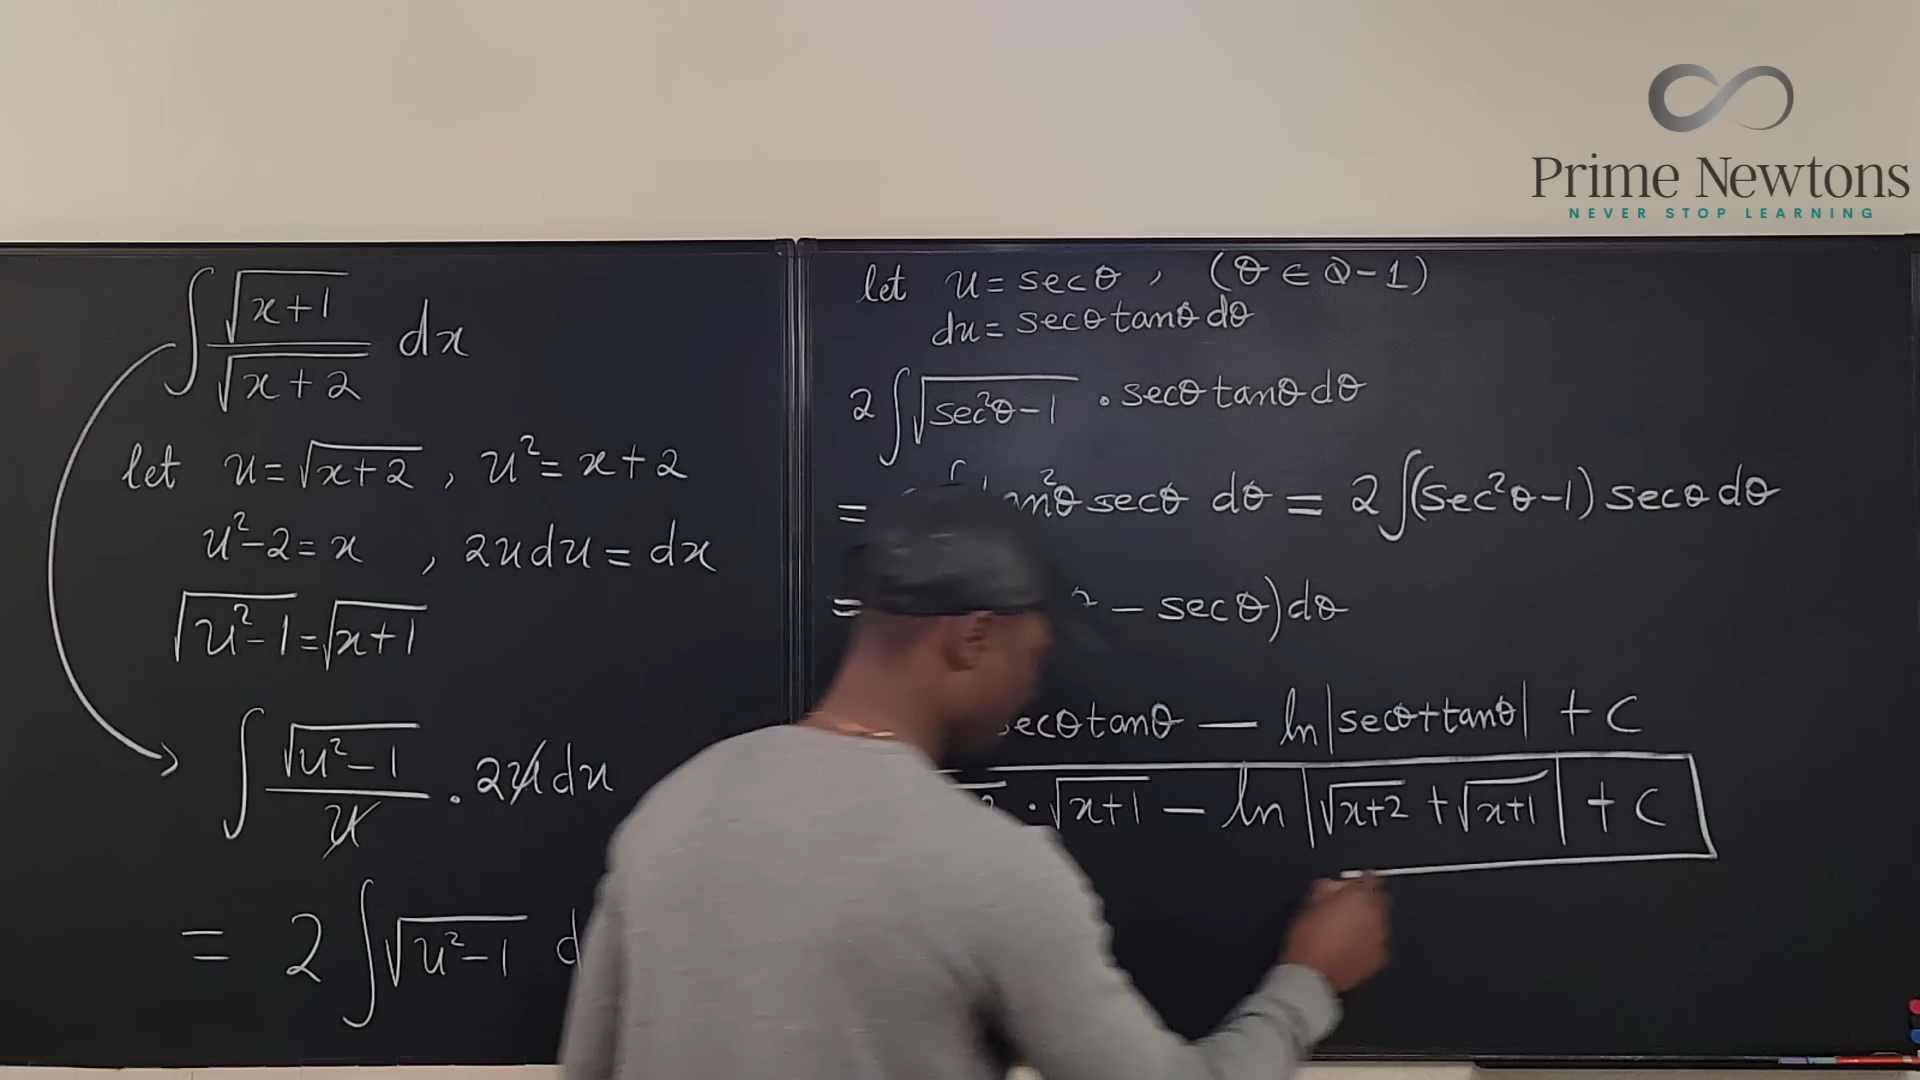 Prime Newtons
NEVER STOP LEARNING
∫ √(x+1) / √(x+2) dx
let u = √(x+2) , u² = x+2
u²-2 = x , 2udu = dx
√(u²-1) = √(x+1)
∫ √(u²-1) / u · 2u du
= 2 ∫ √(u²-1) d
let u = secθ , (θ ∈ Q-1)
du = secθ tanθ dθ
2 ∫ √(sec²θ-1) · secθ tanθ dθ
= an²θ secθ dθ = 2 ∫ (sec²θ-1) secθ dθ
= - secθ) dθ
secθ tanθ — ln|secθ+tanθ| + C
· √(x+1) — ln|√(x+2) + √(x+1)| + C